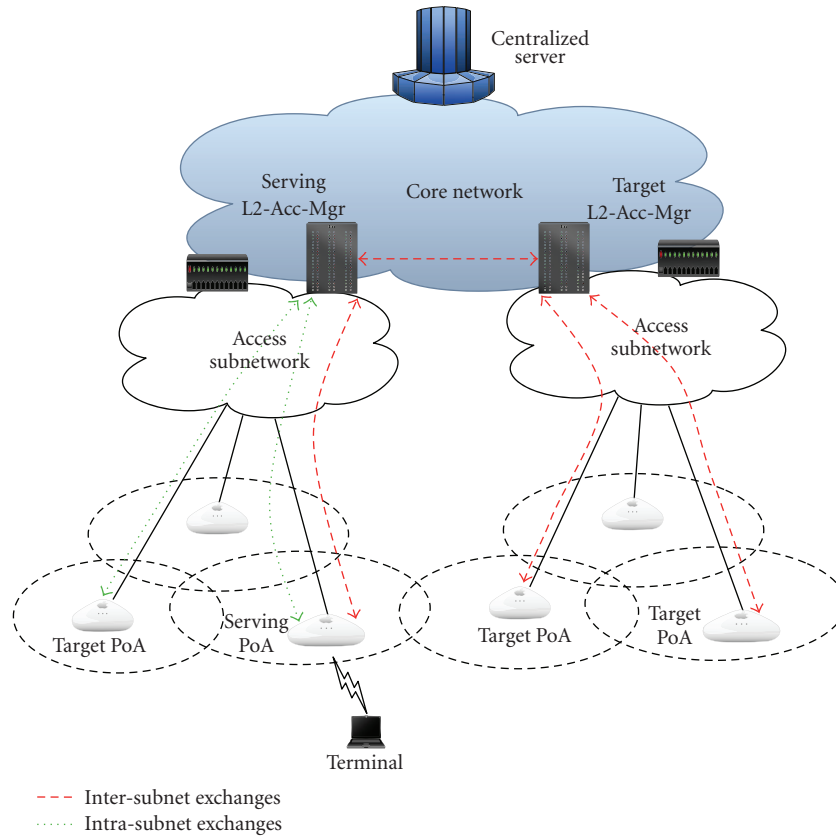 Centralized
server
Serving
L2-Acc-Mgr
Core network
Target
L2-Acc-Mgr
Access
subnetwork
Access
subnetwork
Target PoA
Serving
PoA
Target PoA
Target
PoA
Terminal
Inter-subnet exchanges
Intra-subnet exchanges